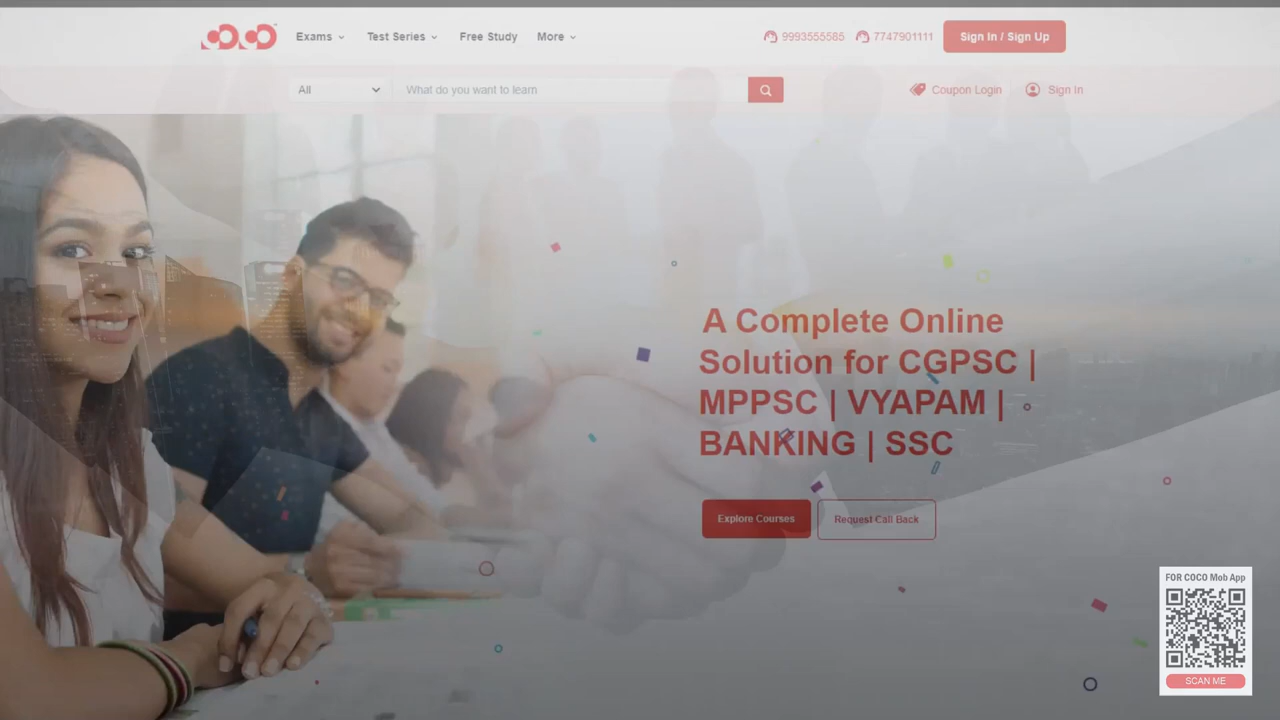 COCO
Exams
Test Series
Free Study
More
9993555585
7747901111
Sign In / Sign Up
All
What do you want to learn
Coupon Login
Sign In
A Complete Online
Solution for CGPSC |
MPPSC | VYAPAM |
BANKING | SSC
Explore Courses
Request Call Back
FOR COCO Mob App
SCAN ME